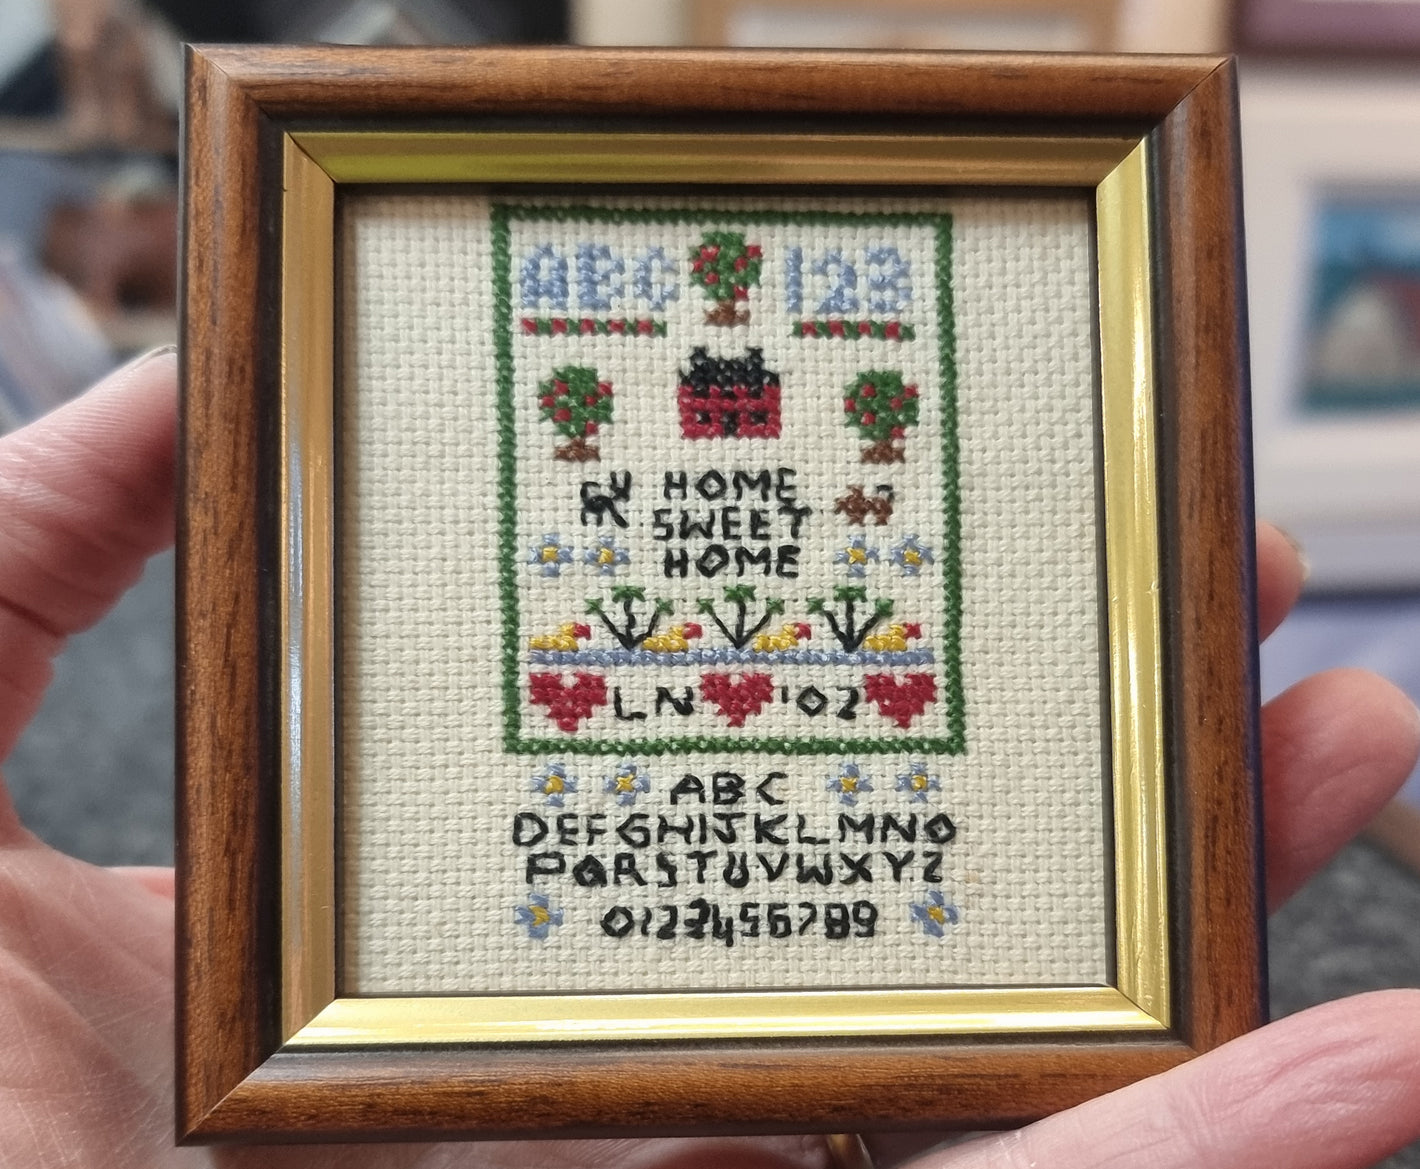 ABC 123
HOME
SWEET
HOME
LN '02
ABC
DEFGHIJKLMNO
PQRSTUVWXYZ
0123456789